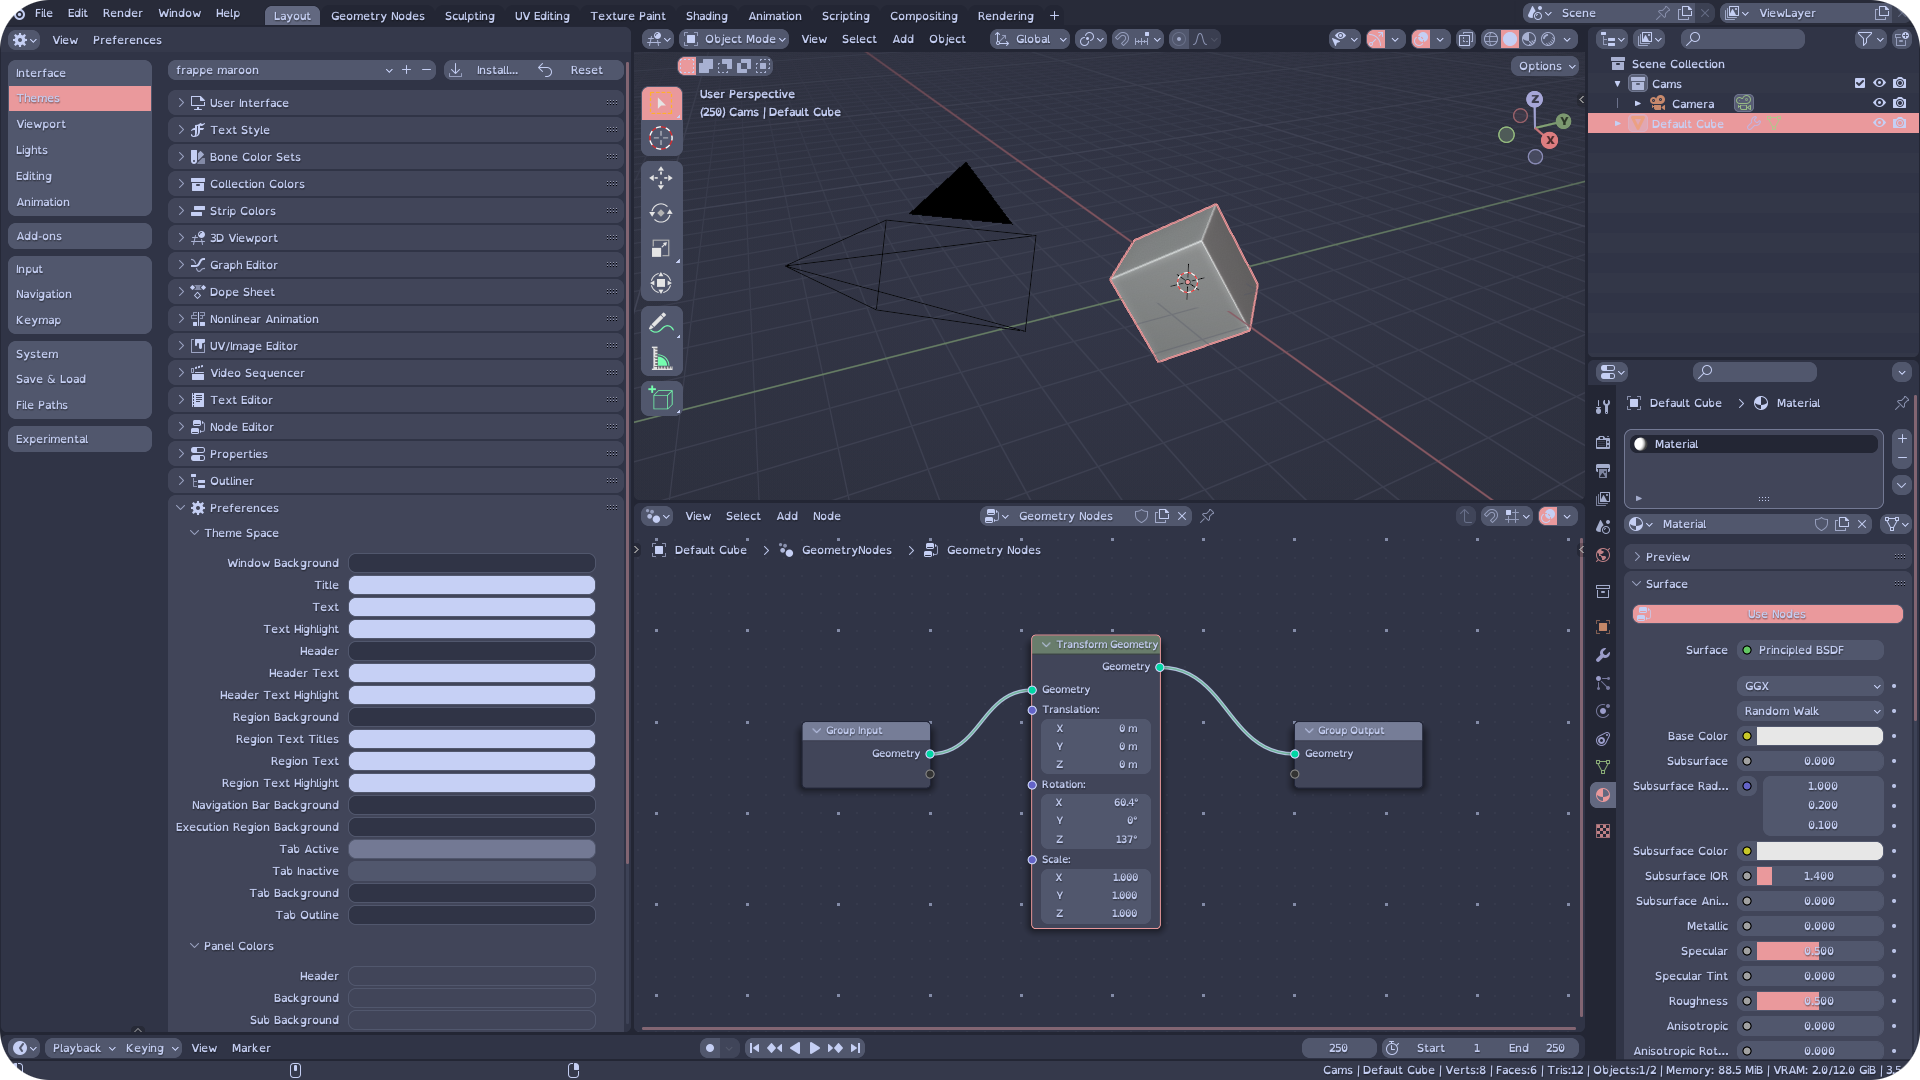 File Edit Render Window Help Layout Geometry Nodes Sculpting UV Editing Texture Paint Shading Animation Scripting Compositing Rendering + Scene ViewLayer
View Preferences
Object Mode View Select Add Object Global
Interface
Themes
Viewport
Lights
Editing
Animation
Add-ons
Input
Navigation
Keymap
System
Save & Load
File Paths
Experimental
frappe maroon Install... Reset
User Interface
Text Style
Bone Color Sets
Collection Colors
Strip Colors
3D Viewport
Graph Editor
Dope Sheet
Nonlinear Animation
UV/Image Editor
Video Sequencer
Text Editor
Node Editor
Properties
Outliner
Preferences
Theme Space
Window Background
Title
Text
Text Highlight
Header
Header Text
Header Text Highlight
Region Background
Region Text Titles
Region Text
Region Text Highlight
Navigation Bar Background
Execution Region Background
Tab Active
Tab Inactive
Tab Background
Tab Outline
Panel Colors
Header
Background
Sub Background
Options
User Perspective
(250) Cams | Default Cube
Z
Y
X
View Select Add Node Geometry Nodes
Default Cube GeometryNodes Geometry Nodes
Group Input
Geometry
Transform Geometry
Geometry
Geometry
Translation:
X 0 m
Y 0 m
Z 0 m
Rotation:
X 60.4°
Y 0°
Z 137°
Scale:
X 1.000
Y 1.000
Z 1.000
Group Output
Geometry
Scene Collection
Cams
Camera
Default Cube
Default Cube Material
Material
Material
Preview
Surface
Use Nodes
Surface Principled BSDF
GGX
Random Walk
Base Color
Subsurface 0.000
Subsurface Rad... 1.000
0.200
0.100
Subsurface Color
Subsurface IOR 1.400
Subsurface Ani... 0.000
Metallic 0.000
Specular 0.500
Specular Tint 0.000
Roughness 0.500
Anisotropic 0.000
Anisotropic Rot... 0.000
Playback Keying View Marker 250 Start 1 End 250
Cams | Default Cube | Verts:8 | Faces:6 | Tris:12 | Objects:1/2 | Memory: 88.5 MiB | VRAM: 2.0/12.0 GiB |